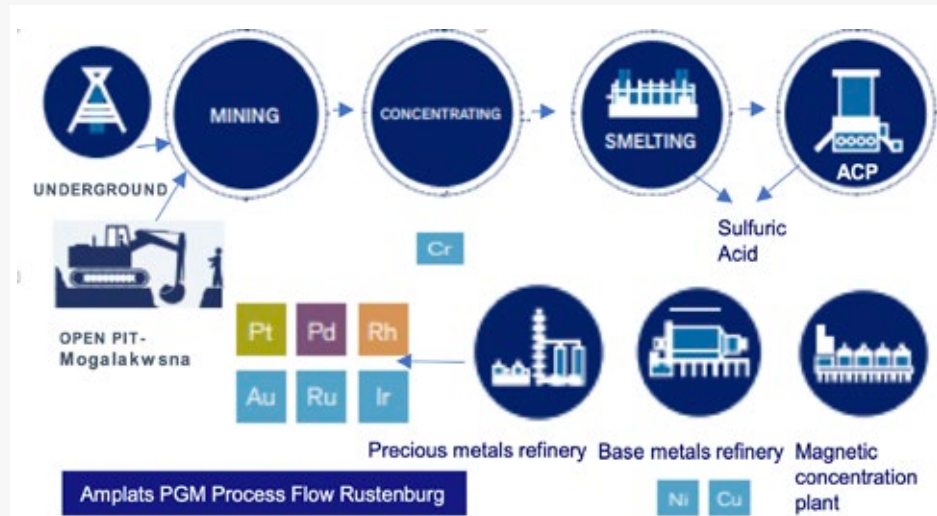 MINING
CONCENTRATING
SMELTING
ACP
UNDERGROUND
Sulfuric
Acid
Cr
OPEN PIT-
Mogalakwsna
Pt Pd Rh
Au Ru Ir
Precious metals refinery
Base metals refinery
Magnetic
concentration
plant
Ni Cu
Amplats PGM Process Flow Rustenburg